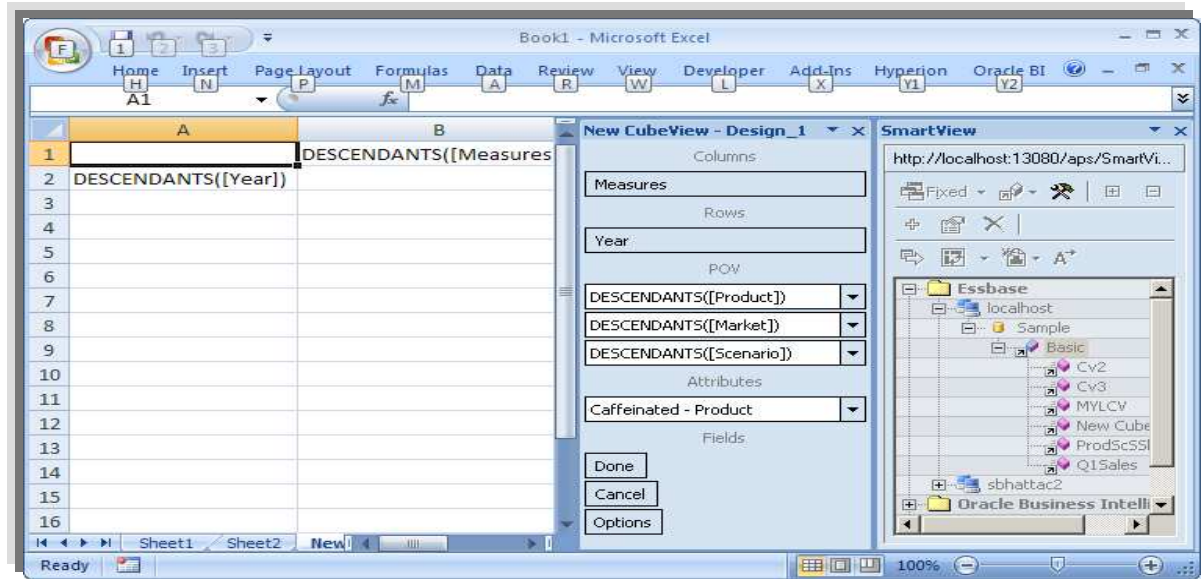 Book1 - Microsoft Excel
F 1 2 3
Home Insert Page Layout Formulas Data Review View Developer Add-Ins Hyperion Oracle BI
H N P M A R W L X Y1 Y2
A1 fx
A B
1 DESCENDANTS([Measures
2 DESCENDANTS([Year])
3
4
5
6
7
8
9
10
11
12
13
14
15
16
Sheet1 Sheet2 New
New CubeView - Design_1
Columns
Measures
Rows
Year
POV
DESCENDANTS([Product])
DESCENDANTS([Market])
DESCENDANTS([Scenario])
Attributes
Caffeinated - Product
Fields
Done
Cancel
Options
SmartView
http://localhost:13080/aps/SmartVi...
Fixed
A+
Essbase
localhost
Sample
Basic
Cv2
Cv3
MYLCV
New Cube
ProdScSSl
Q1Sales
sbhattac2
Oracle Business Intelli
Ready 100%